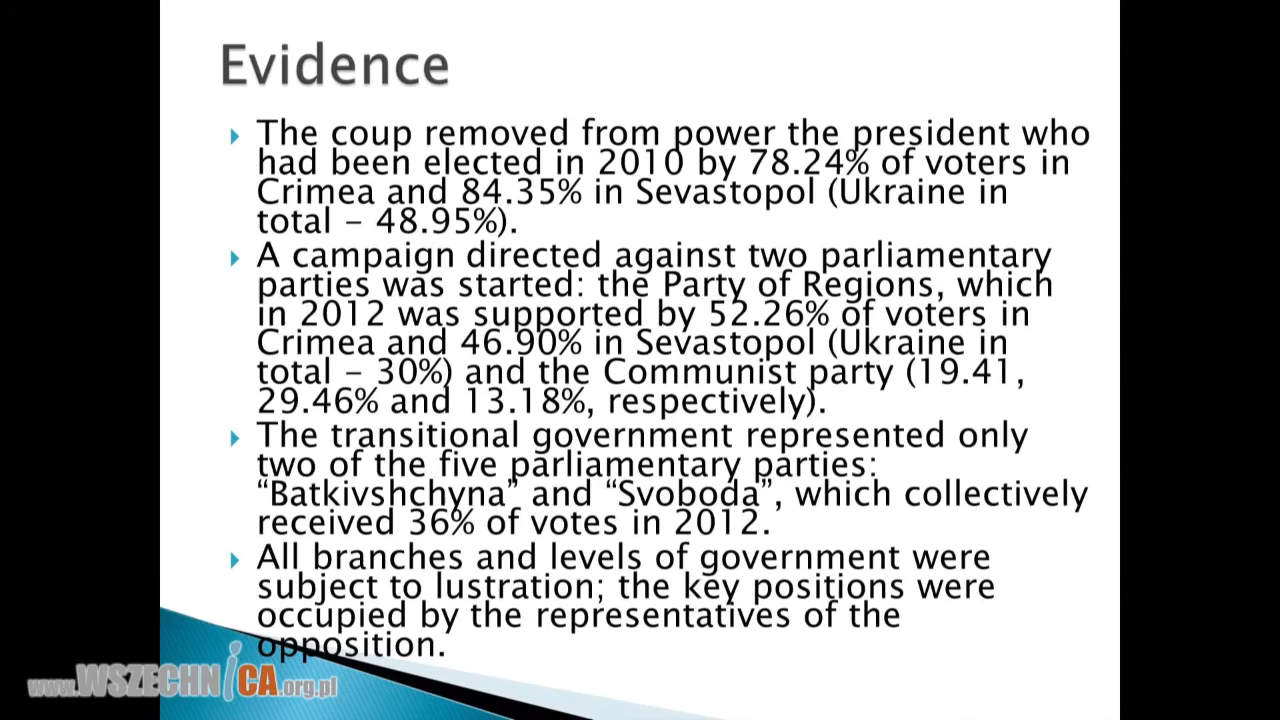 Evidence
The coup removed from power the president who
had been elected in 2010 by 78.24% of voters in
Crimea and 84.35% in Sevastopol (Ukraine in
total – 48.95%).
A campaign directed against two parliamentary
parties was started: the Party of Regions, which
in 2012 was supported by 52.26% of voters in
Crimea and 46.90% in Sevastopol (Ukraine in
total – 30%) and the Communist party (19.41,
29.46% and 13.18%, respectively).
The transitional government represented only
two of the five parliamentary parties:
“Batkivshchyna” and “Svoboda”, which collectively
received 36% of votes in 2012.
All branches and levels of government were
subject to lustration; the key positions were
occupied by the representatives of the
opposition.
www.WSZECHNiCA.org.pl